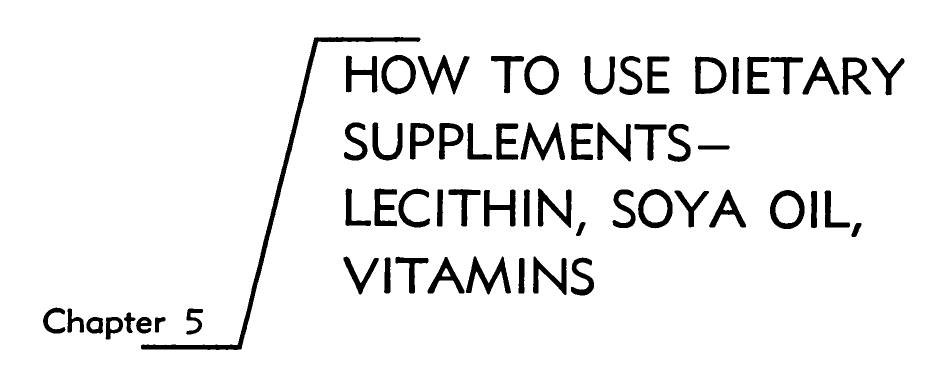 HOW TO USE DIETARY
SUPPLEMENTS—
LECITHIN, SOYA OIL,
VITAMINS
Chapter 5